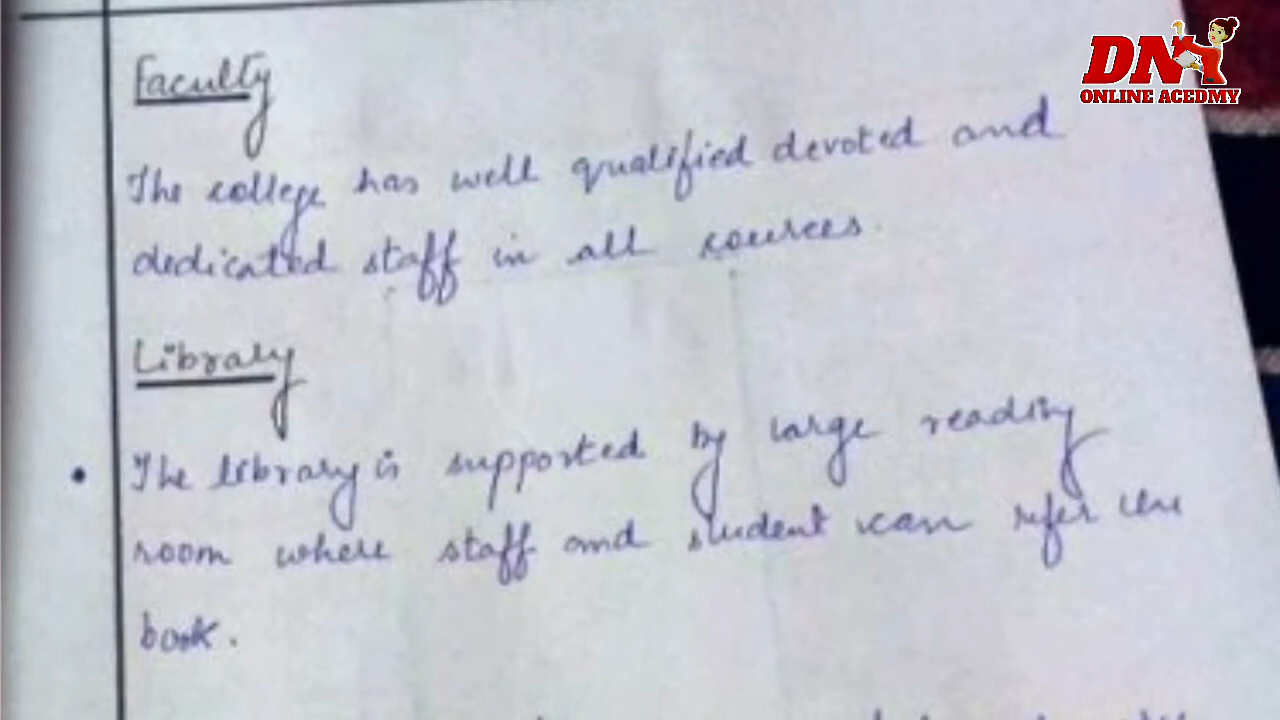 DN
ONLINE ACEDMY
Faculty
The college has well qualified devoted and
dedicated staff in all cources.
Library
• The library is supported by large reading
room where staff and student can refer the
book.